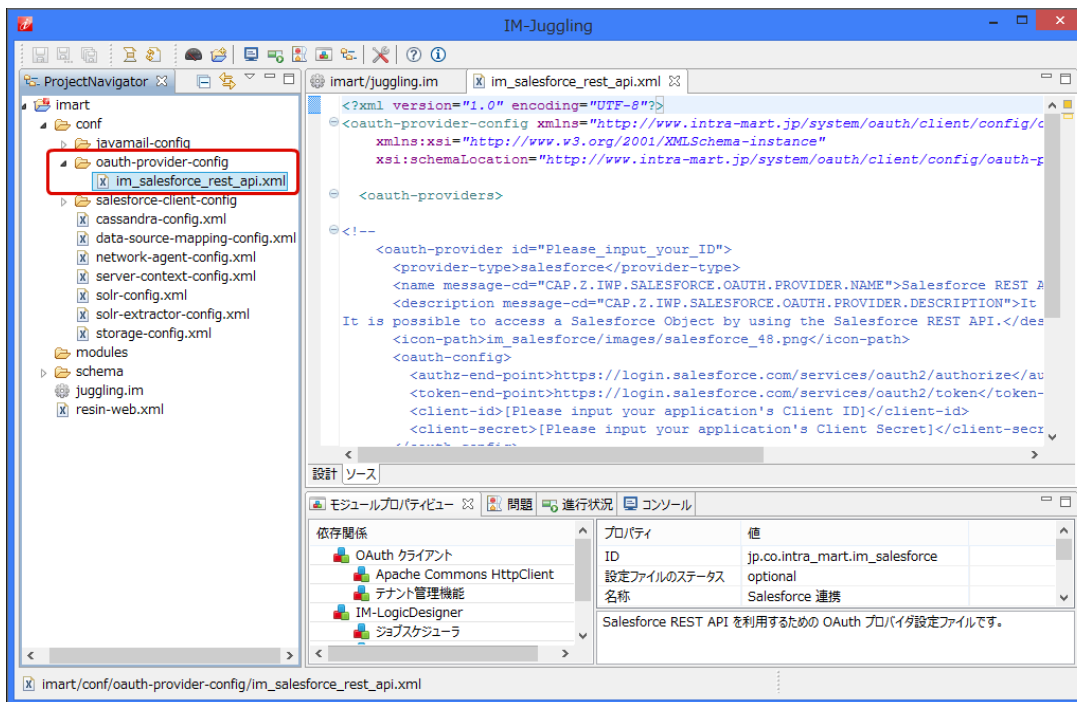 IM-Juggling
ProjectNavigator
imart
conf
javamail-config
oauth-provider-config
im_salesforce_rest_api.xml
salesforce-client-config
cassandra-config.xml
data-source-mapping-config.xml
network-agent-config.xml
server-context-config.xml
solr-config.xml
solr-extractor-config.xml
storage-config.xml
modules
schema
juggling.im
resin-web.xml
imart/juggling.im
im_salesforce_rest_api.xml
<?xml version="1.0" encoding="UTF-8"?>
<oauth-provider-config xmlns="http://www.intra-mart.jp/system/oauth/client/config/c
xmlns:xsi="http://www.w3.org/2001/XMLSchema-instance"
xsi:schemaLocation="http://www.intra-mart.jp/system/oauth/client/config/oauth-p
<oauth-providers>
<!--
<oauth-provider id="Please_input_your_ID">
<provider-type>salesforce</provider-type>
<name message-cd="CAP.Z.IWP.SALESFORCE.OAUTH.PROVIDER.NAME">Salesforce REST A
<description message-cd="CAP.Z.IWP.SALESFORCE.OAUTH.PROVIDER.DESCRIPTION">It
It is possible to access a Salesforce Object by using the Salesforce REST API.</des
<icon-path>im_salesforce/images/salesforce_48.png</icon-path>
<oauth-config>
<authz-end-point>https://login.salesforce.com/services/oauth2/authorize</au
<token-end-point>https://login.salesforce.com/services/oauth2/token</token-
<client-id>[Please input your application's Client ID]</client-id>
<client-secret>[Please input your application's Client Secret]</client-secr
</oauth-config>
設計 ソース
モジュールプロパティビュー 問題 進行状況 コンソール
依存関係
OAuth クライアント
Apache Commons HttpClient
テナント管理機能
IM-LogicDesigner
ジョブスケジューラ
プロパティ 値
ID jp.co.intra_mart.im_salesforce
設定ファイルのステータス optional
名称 Salesforce 連携
Salesforce REST API を利用するための OAuth プロバイダ設定ファイルです。
imart/conf/oauth-provider-config/im_salesforce_rest_api.xml